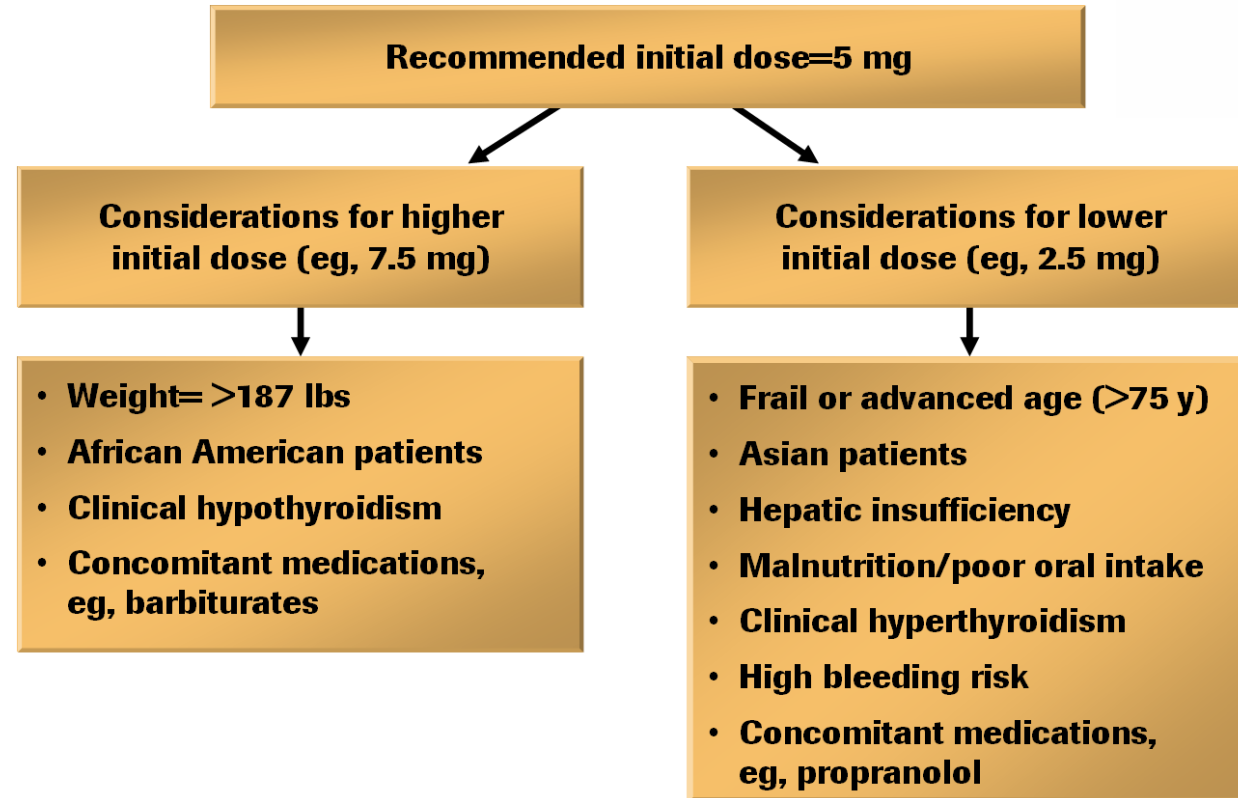 Recommended initial dose=5 mg
Considerations for higher
initial dose (eg, 7.5 mg)
• Weight= >187 lbs
• African American patients
• Clinical hypothyroidism
• Concomitant medications,
eg, barbiturates
Considerations for lower
initial dose (eg, 2.5 mg)
• Frail or advanced age (>75 y)
• Asian patients
• Hepatic insufficiency
• Malnutrition/poor oral intake
• Clinical hyperthyroidism
• High bleeding risk
• Concomitant medications,
eg, propranolol